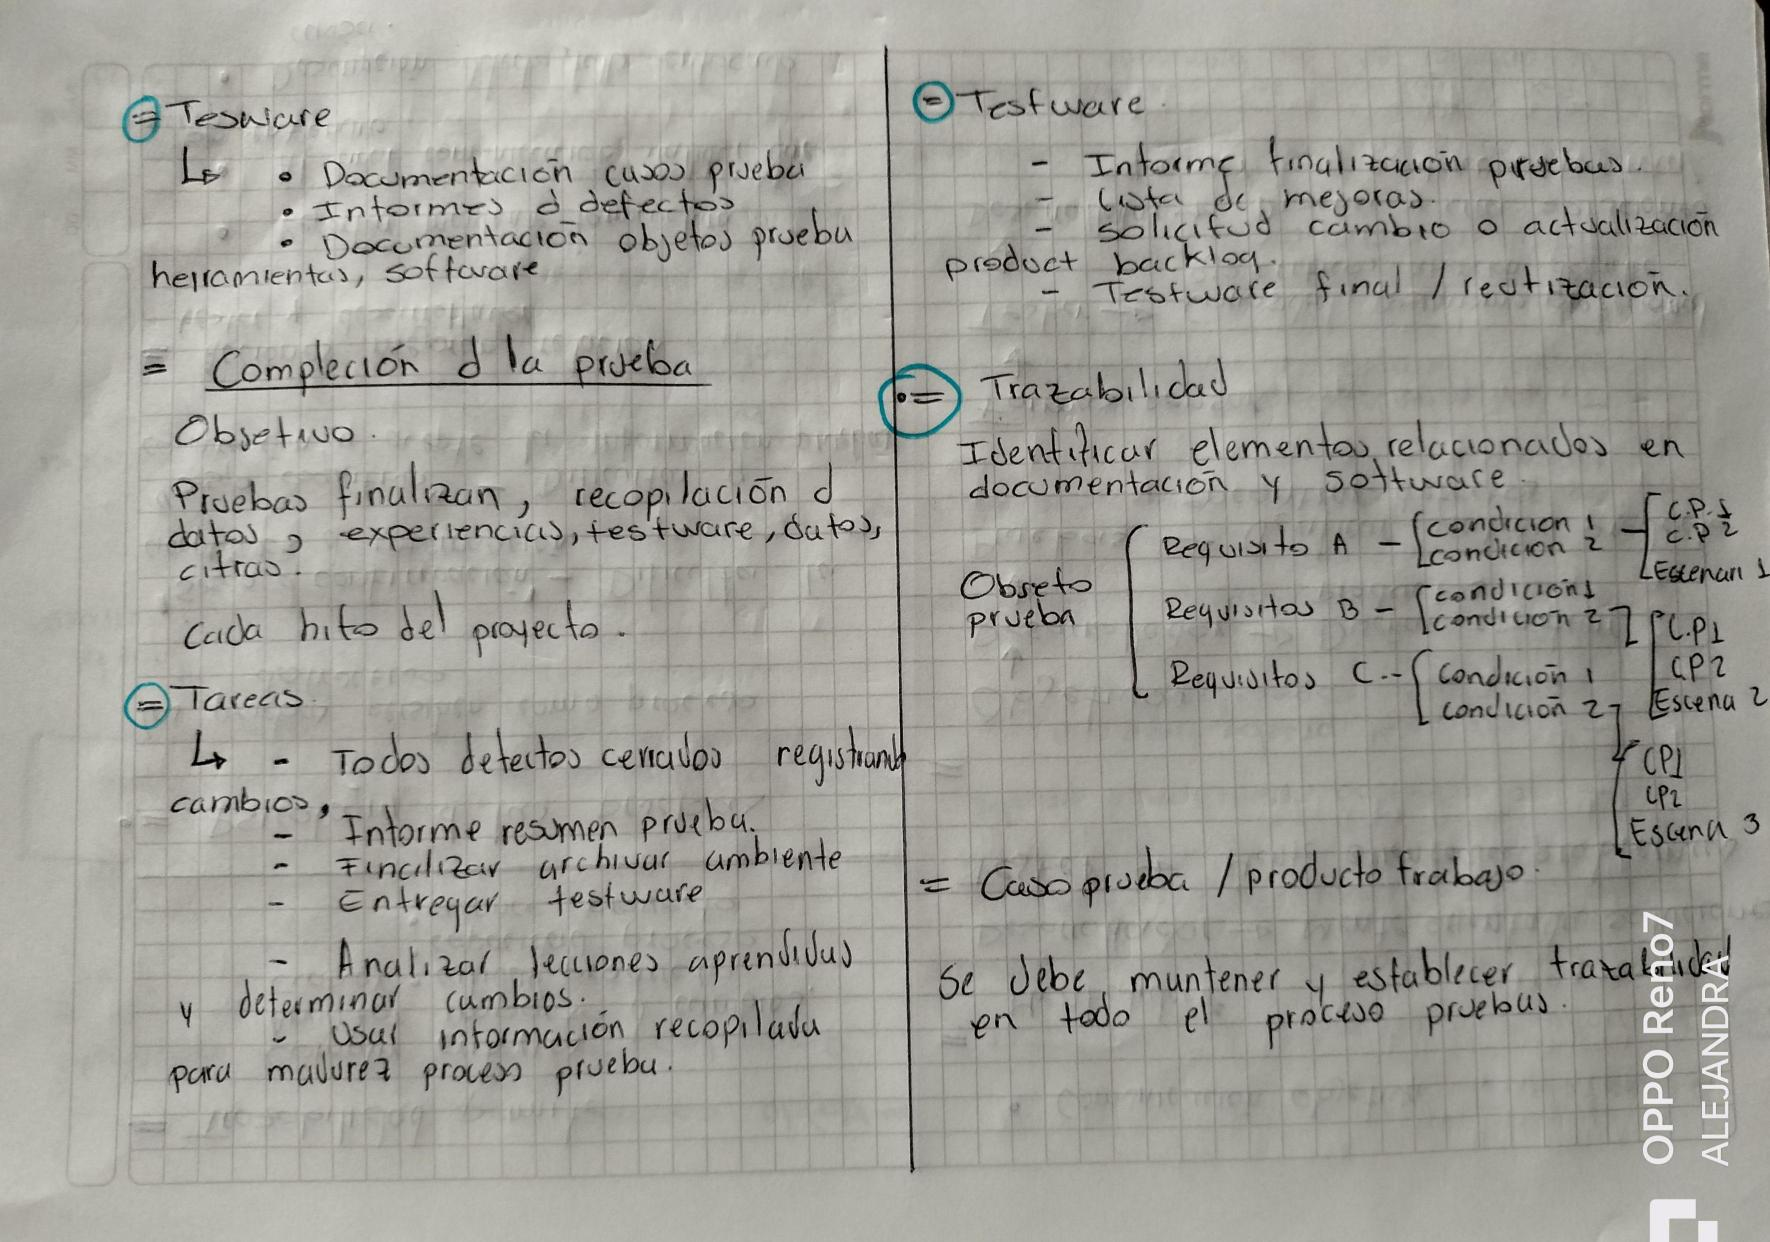 = Tesware
↳ • Documentación casos prueba
• Informes d defectos
• Documentación objetos prueba
herramientas, software
= Compleción d la prueba
Objetivo.
Pruebas finalizan, recopilación d
datos, experiencias, testware, datos,
citras.
Cada hito del proyecto.
= Tareas
↳ - Todos defectos cerrados registrando
cambios,
- Informe resumen prueba.
- Finalizar archivar ambiente
- Entregar testware
- Analizar lecciones aprendidas
y determinar cambios.
- Usar información recopilada
para madurez proceso prueba.
= Testware
- Informe finalización pruebas.
- Lista de mejoras.
- solicitud cambio o actualización
product backlog.
- Testware final /
•= Trazabilidad
Identificar elementos relacionados en
documentación y software.
Objeto
prueba
Requisito A - [condicion 1 - [C.P.1
condicion 2 C.P 2
Escenari 1
Requisitos B - [condición1
condición 2 ] [C.P1
C.P2
Escena 2
Requisitos C -- [condición 1
condición 2
CP1
CP2
Escena 3
= Caso prueba / producto trabajo.
Se debe mantener y establecer trazabilidad
en todo el proceso pruebas.
OPPO Reno7
ALEJANDRA